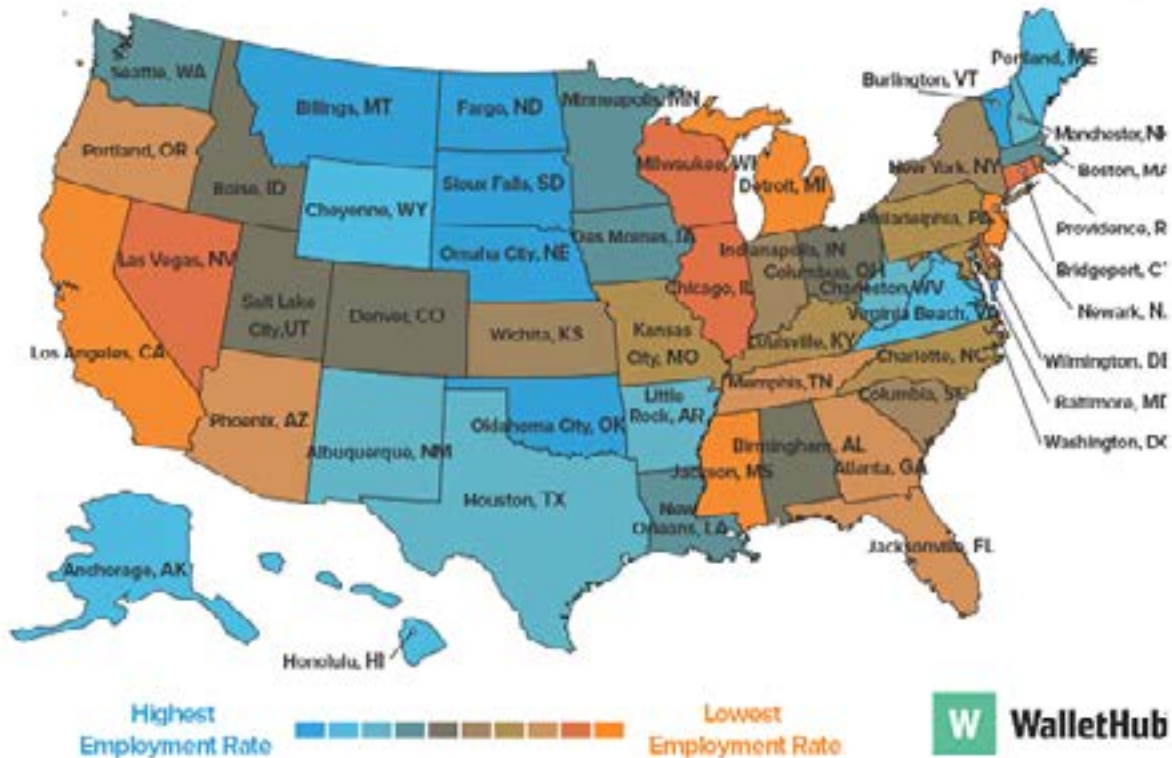 Seattle, WA
Portland, OR
Boise, ID
Billings, MT
Cheyenne, WY
Fargo, ND
Sioux Falls, SD
Omaha City, NE
Minneapolis, MN
Des Moines, IA
Milwaukee, WI
Detroit, MI
Chicago, IL
Indianapolis, IN
Columbus, OH
Las Vegas, NV
Salt Lake
City, UT
Denver, CO
Wichita, KS
Kansas
City, MO
Louisville, KY
Charleston, WV
Virginia Beach, VA
Los Angeles, CA
Phoenix, AZ
Albuquerque, NM
Oklahoma City, OK
Little
Rock, AR
Memphis, TN
Charlotte, NC
Columbia, SC
Houston, TX
New
Orleans, LA
Jackson, MS
Birmingham, AL
Atlanta, GA
Jacksonville, FL
Anchorage, AK
Honolulu, HI
New York, NY
Philadelphia, PA
Burlington, VT
Portland, ME
Manchester, NH
Boston, MA
Providence, R
Bridgeport, C
Newark, N
Wilmington, DE
Baltimore, MD
Washington, DC
Highest
Employment Rate
Lowest
Employment Rate
W WalletHub